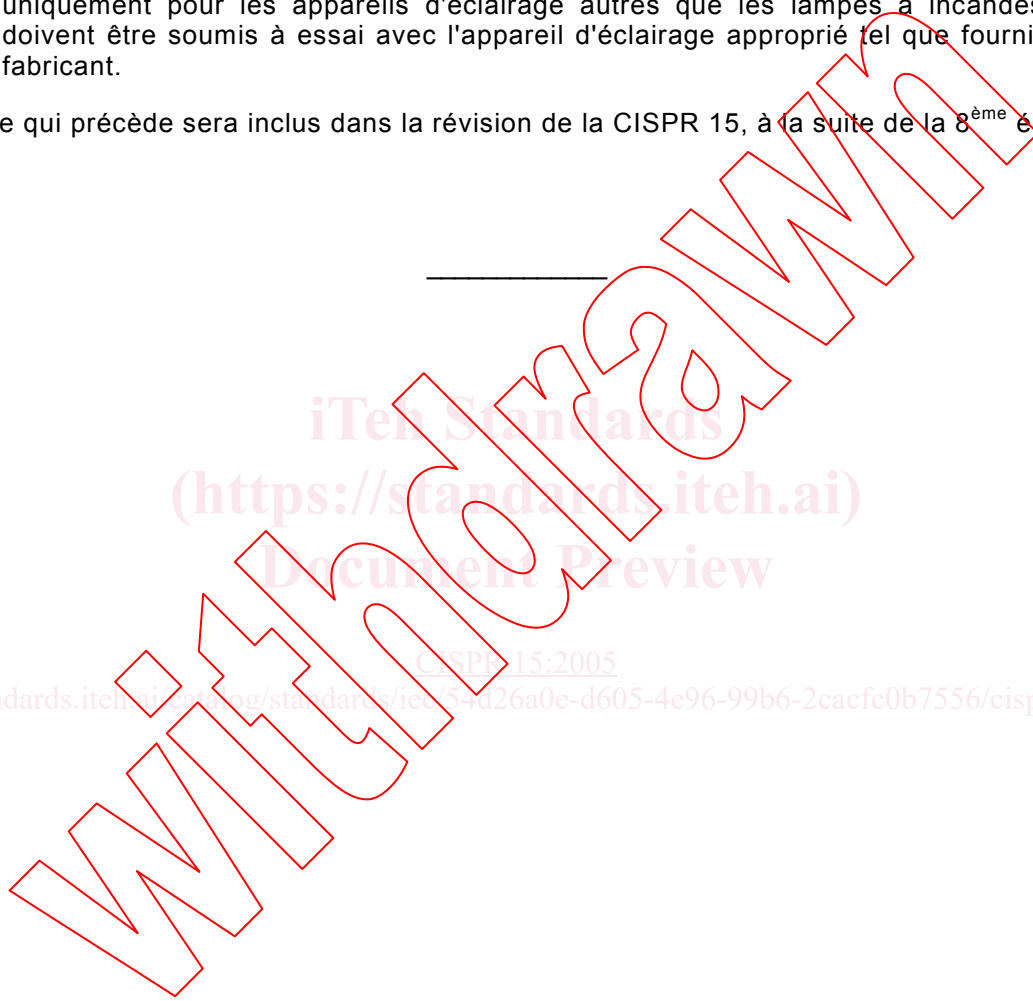 uniquement pour les appareils d'éclairage autres que les lampes à incandes
doivent être soumis à essai avec l'appareil d'éclairage approprié tel que fourni
fabricant.
e qui précède sera inclus dans la révision de la CISPR 15, à la suite de la 8ème é
iTeh Standards
(https://standards.iteh.ai)
Document Preview
CISPR 15:2005
ndards.iteh.ai/catalog/standards/iec/54d26a0e-d605-4e96-99b6-2cacfc0b7556/cisp
withdrawn